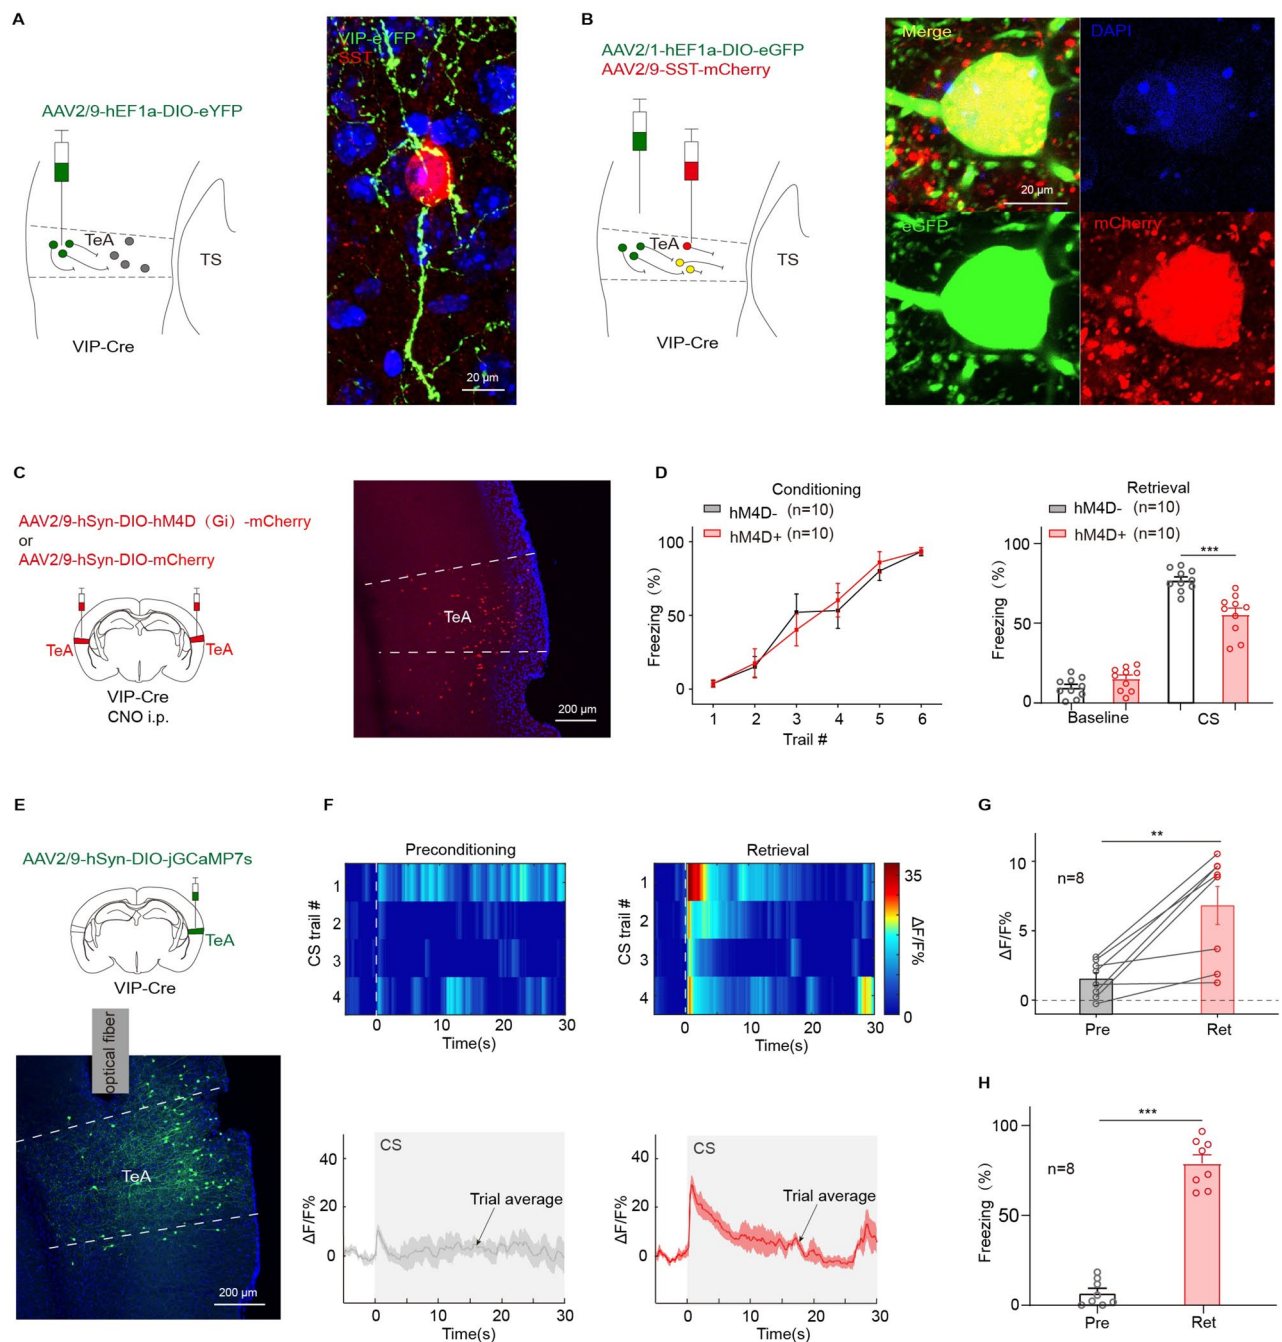 A
VIP-eYFP
SST
AAV2/9-hEF1a-DIO-eYFP
TeA
TS
VIP-Cre
20 µm
B
AAV2/1-hEF1a-DIO-eGFP
AAV2/9-SST-mCherry
TeA
TS
VIP-Cre
Merge
DAPI
20 µm
eGFP
mCherry
C
AAV2/9-hSyn-DIO-hM4D（Gi）-mCherry
or
AAV2/9-hSyn-DIO-mCherry
TeA
TeA
VIP-Cre
CNO i.p.
TeA
200 µm
D
Conditioning
hM4D- (n=10)
hM4D+ (n=10)
Freezing（%）
100
50
0
1 2 3 4 5 6
Trail #
Retrieval
hM4D- (n=10)
hM4D+ (n=10)
***
Freezing（%）
100
50
0
Baseline CS
E
AAV2/9-hSyn-DIO-jGCaMP7s
TeA
VIP-Cre
optical fiber
TeA
200 µm
F
Preconditioning
CS trail #
1
2
3
4
0 10 20 30
Time(s)
Retrieval
CS trail #
1
2
3
4
0 10 20 30
Time(s)
35
ΔF/F%
0
CS
Trial average
ΔF/F%
40
20
0
0 10 20 30
Time(s)
CS
Trial average
ΔF/F%
40
20
0
0 10 20 30
Time(s)
G
**
n=8
ΔF/F%
10
5
0
Pre Ret
H
***
n=8
Freezing（%）
100
50
0
Pre Ret